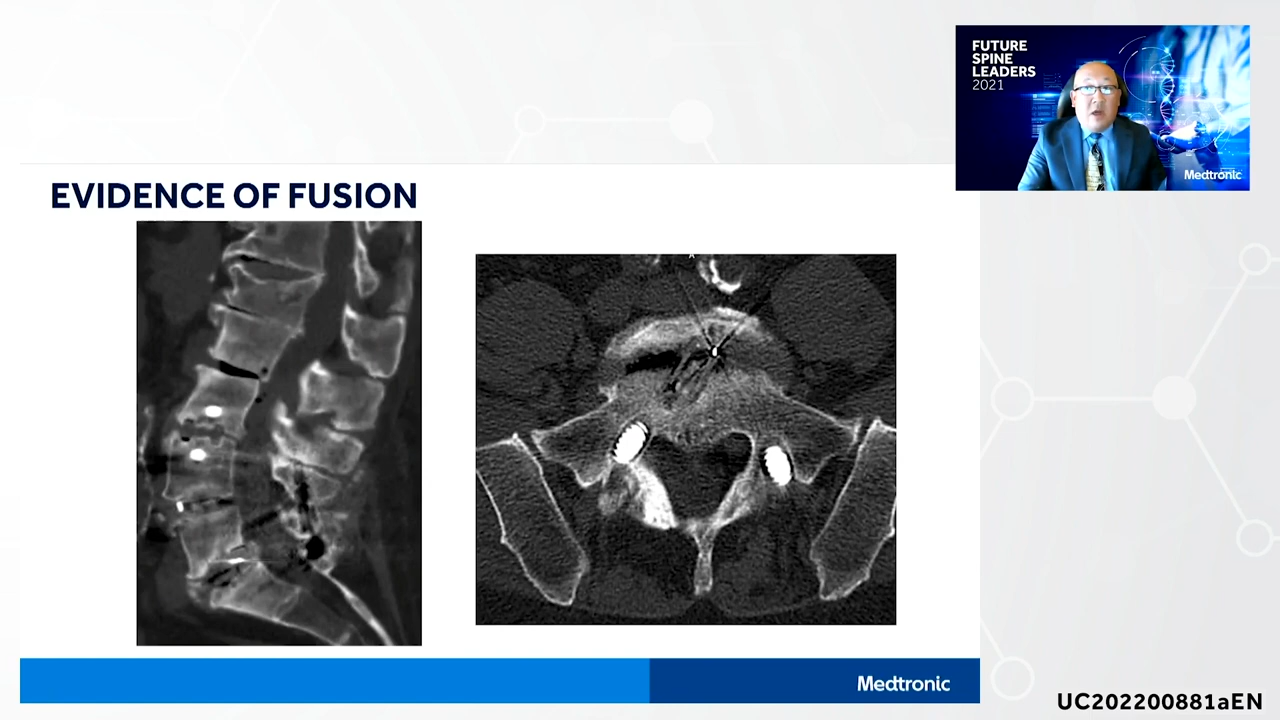 FUTURE
SPINE
LEADERS
2021
Medtronic
EVIDENCE OF FUSION
A
Medtronic
UC202200881aEN